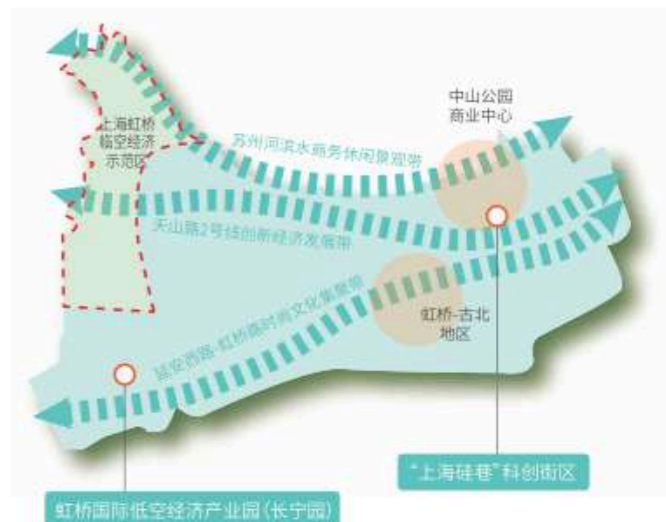 中山公园
商业中心
上海虹桥
临空经济
示范区
苏州河滨水商务休闲景观带
天山路2号线创新经济发展带
延安西路-虹桥路时尚文化集聚带
虹桥-古北
地区
“上海硅巷”科创街区
虹桥国际低空经济产业园(长宁园)